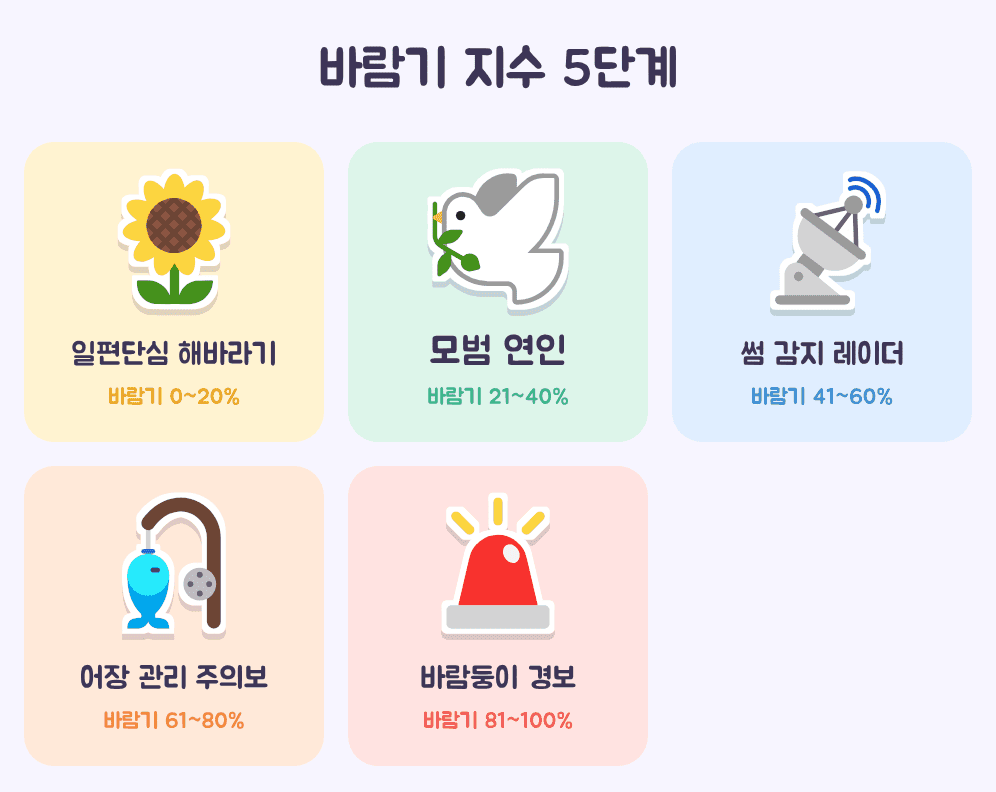 바람기 지수 5단계
일편단심 해바라기
바람기 0~20%
모범 연인
바람기 21~40%
썸 감지 레이더
바람기 41~60%
어장 관리 주의보
바람기 61~80%
바람둥이 경보
바람기 81~100%